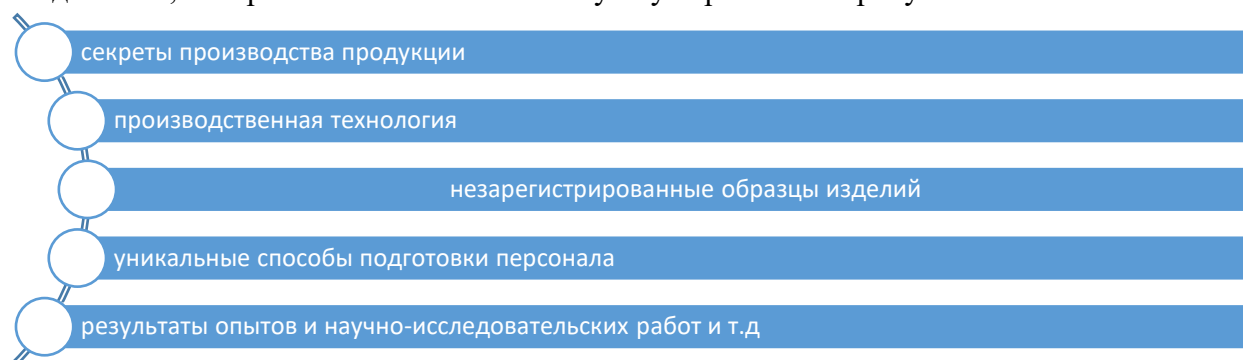 секреты производства продукции
производственная технология
незарегистрированные образцы изделий
уникальные способы подготовки персонала
результаты опытов и научно-исследовательских работ и т.д